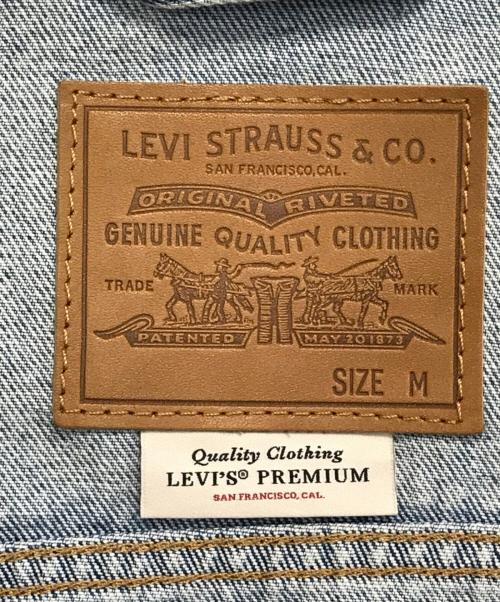 LEVI STRAUSS & CO.
SAN FRANCISCO, CAL.
ORIGINAL RIVETED
GENUINE QUALITY CLOTHING
TRADE MARK
PATENTED MAY 20 1873
SIZE M
Quality Clothing
LEVI'S® PREMIUM
SAN FRANCISCO, CAL.